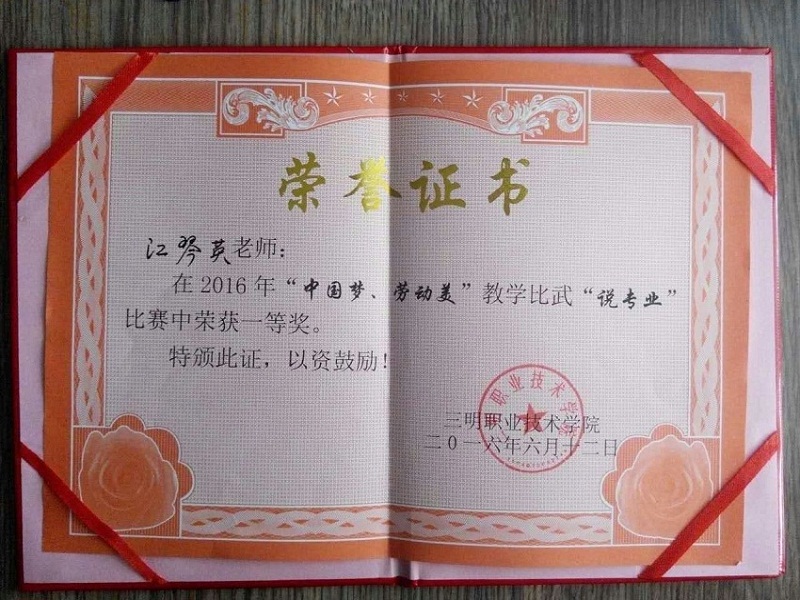 荣誉证书
江琴英老师：
在2016年“中国梦、劳动美”教学比武“说专业”
比赛中荣获一等奖。
特颁此证，以资鼓励！
三明职业技术学院
二０一六年六月十二日